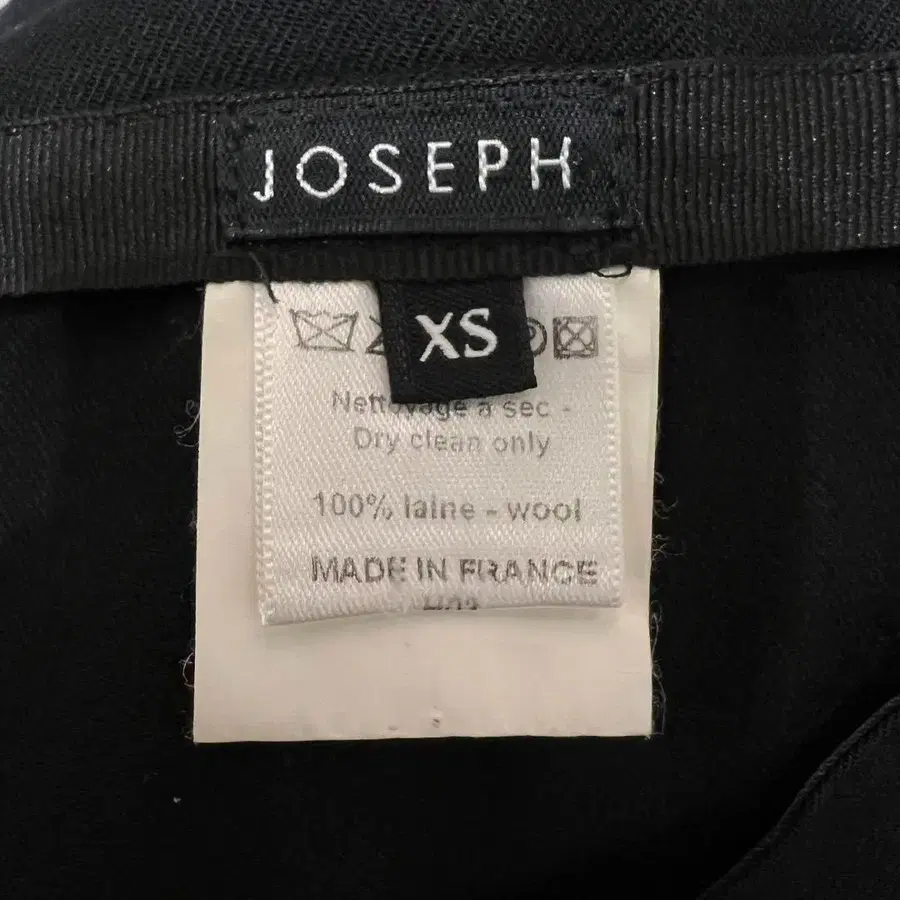 JOSEPH
XS
Nettoyage à sec -
Dry clean only
100% laine - wool
MADE IN FRANCE